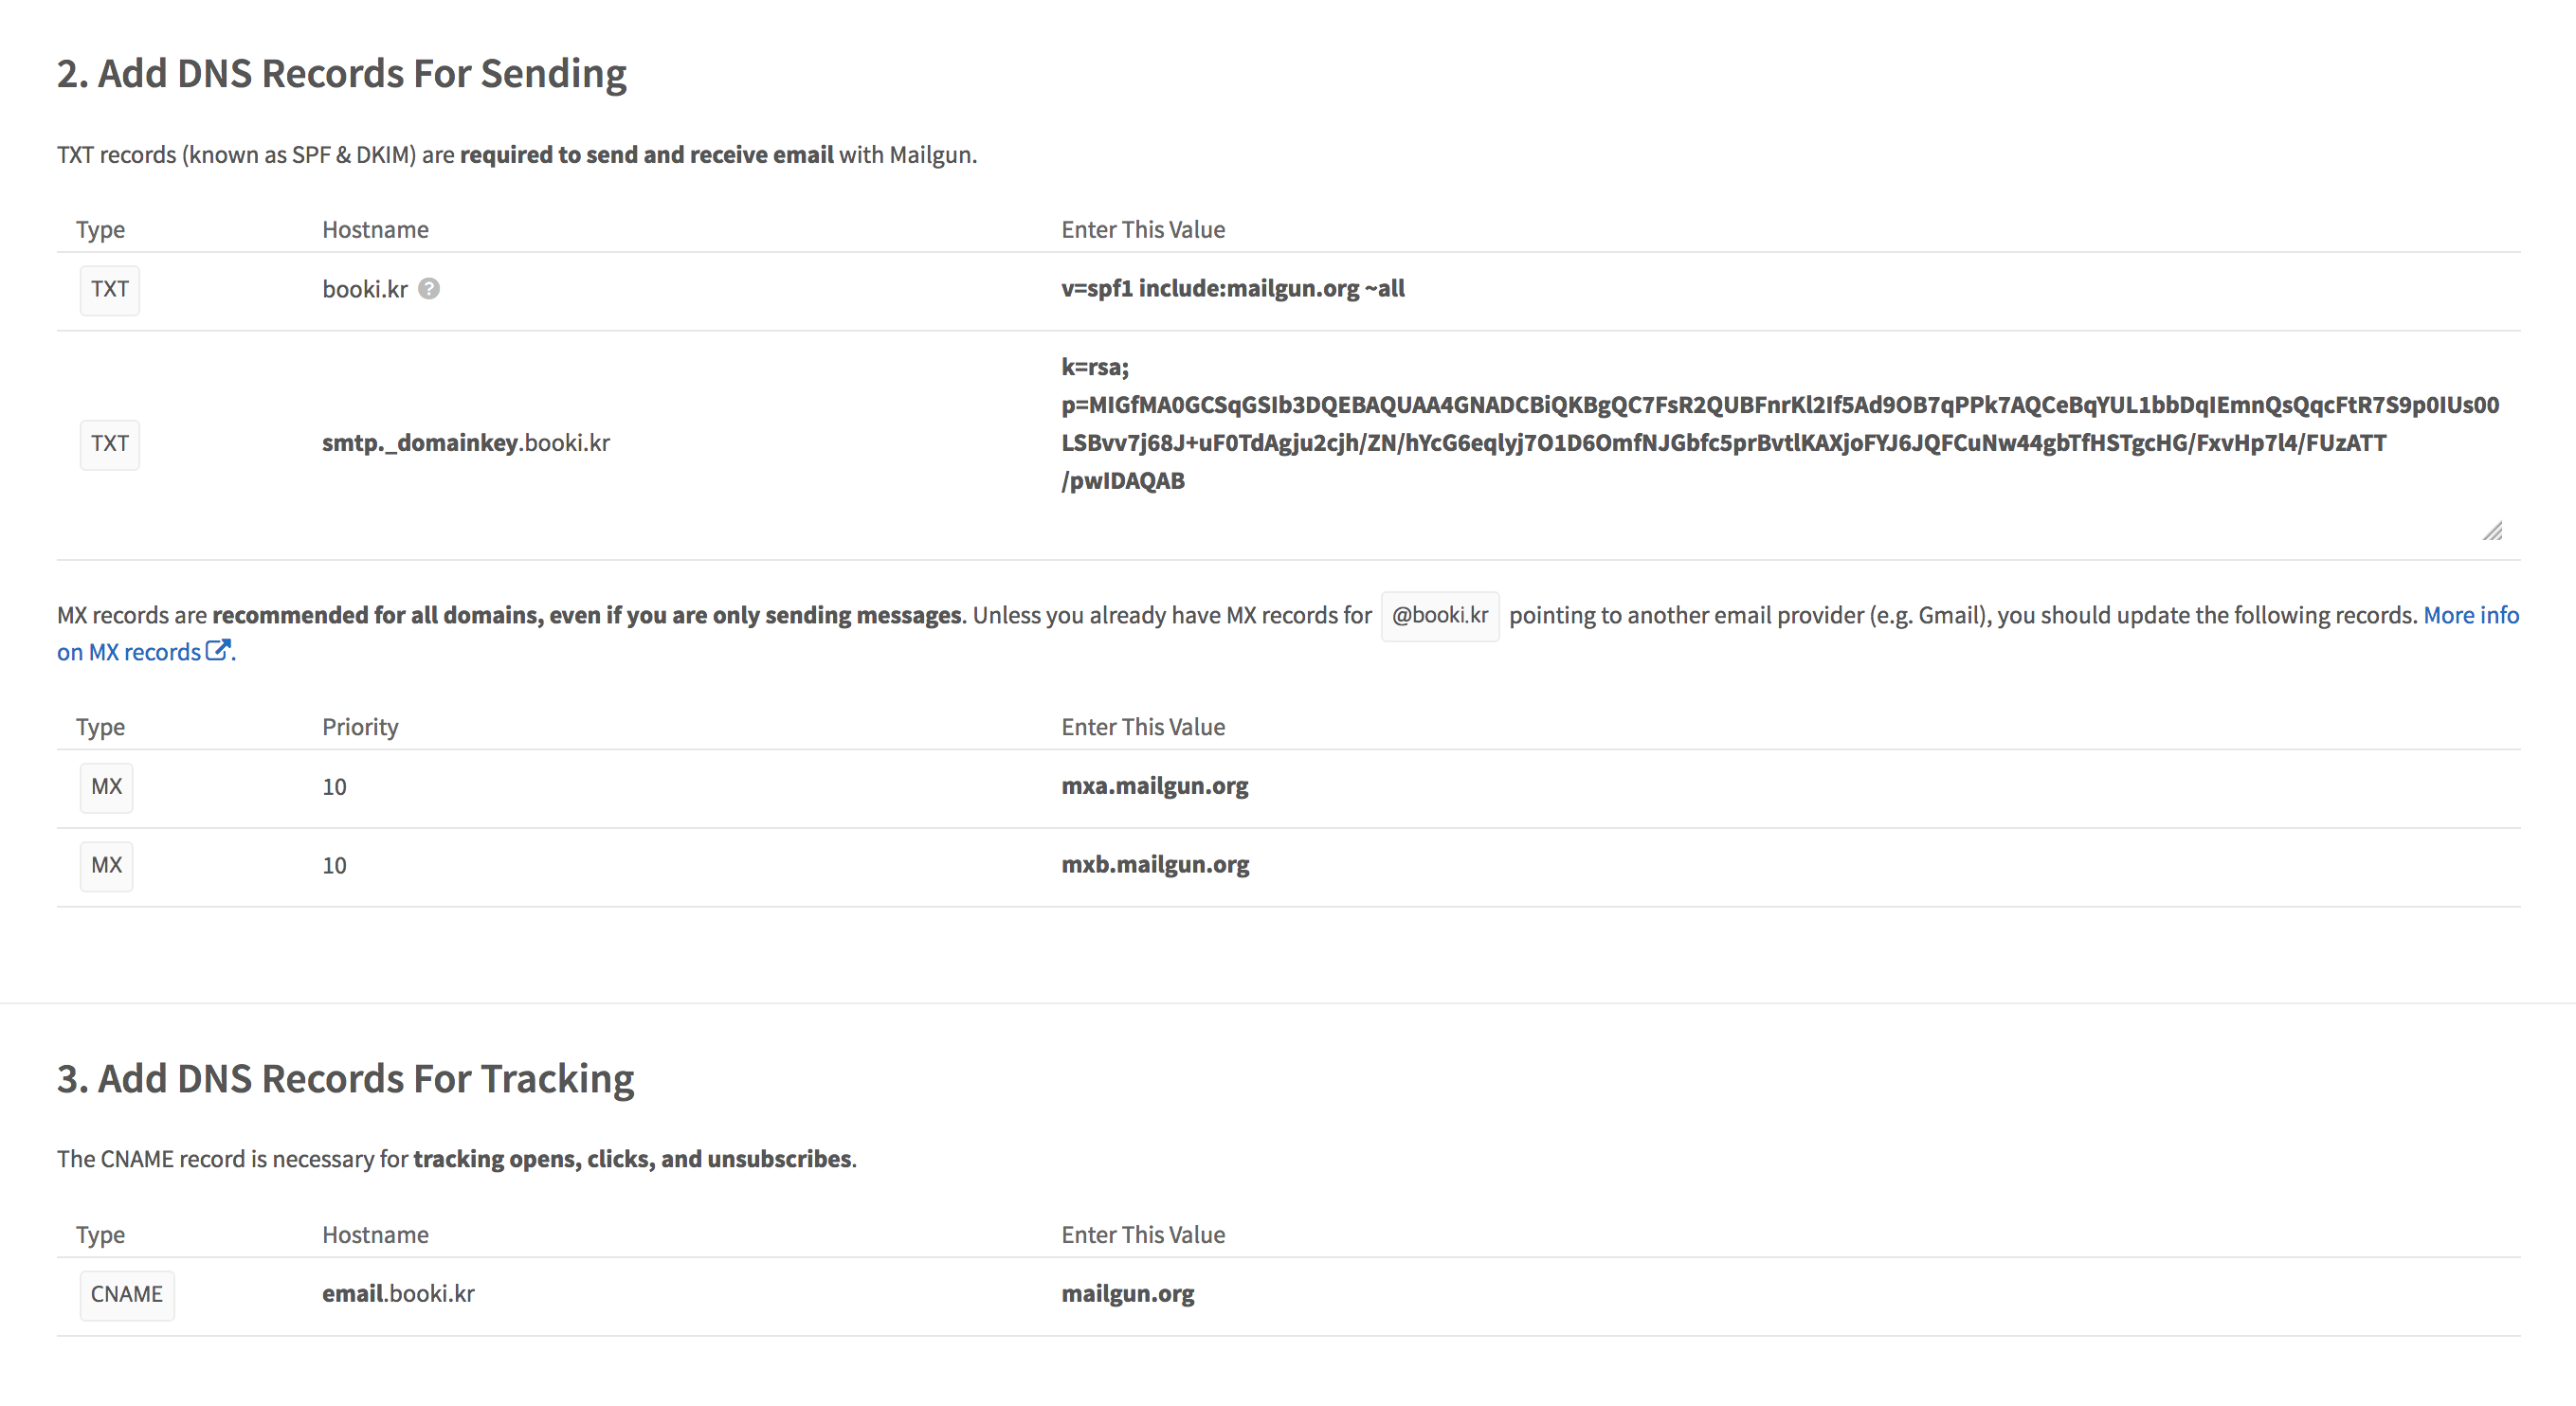 2. Add DNS Records For Sending
TXT records (known as SPF & DKIM) are required to send and receive email with Mailgun.
Type Hostname Enter This Value
TXT booki.kr ? v=spf1 include:mailgun.org ~all
k=rsa;
p=MIGfMA0GCSqGSIb3DQEBAQUAA4GNADCBiQKBgQC7FsR2QUBFnrKl2If5Ad9OB7qPPk7AQCeBqYUL1bbDqIEmnQsQqcFtR7S9p0IUs00
TXT smtp._domainkey.booki.kr LSBvv7j68J+uF0TdAgju2cjh/ZN/hYcG6eqlyj7O1D6OmfNJGbfc5prBvtlKAXjoFYJ6JQFCuNw44gbTfHSTgcHG/FxvHp7l4/FUzATT
/pwIDAQAB
MX records are recommended for all domains, even if you are only sending messages. Unless you already have MX records for @booki.kr pointing to another email provider (e.g. Gmail), you should update the following records. More info
on MX records.
Type Priority Enter This Value
MX 10 mxa.mailgun.org
MX 10 mxb.mailgun.org
3. Add DNS Records For Tracking
The CNAME record is necessary for tracking opens, clicks, and unsubscribes.
Type Hostname Enter This Value
CNAME email.booki.kr mailgun.org